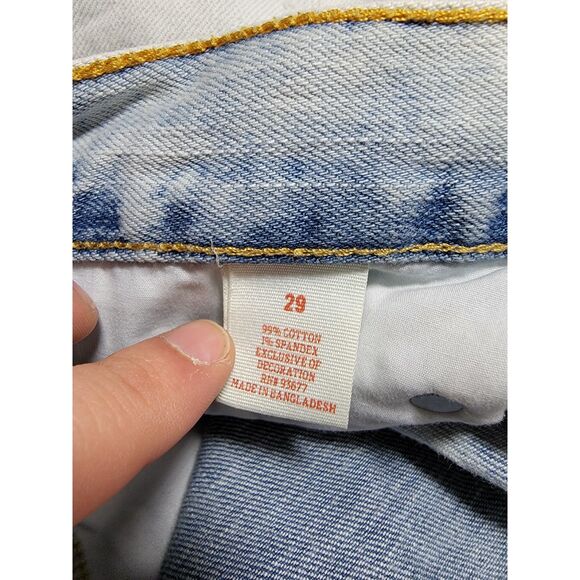 29
99% COTTON
1% SPANDEX
EXCLUSIVE OF
DECORATION
RN# 93677
MADE IN BANGLADESH